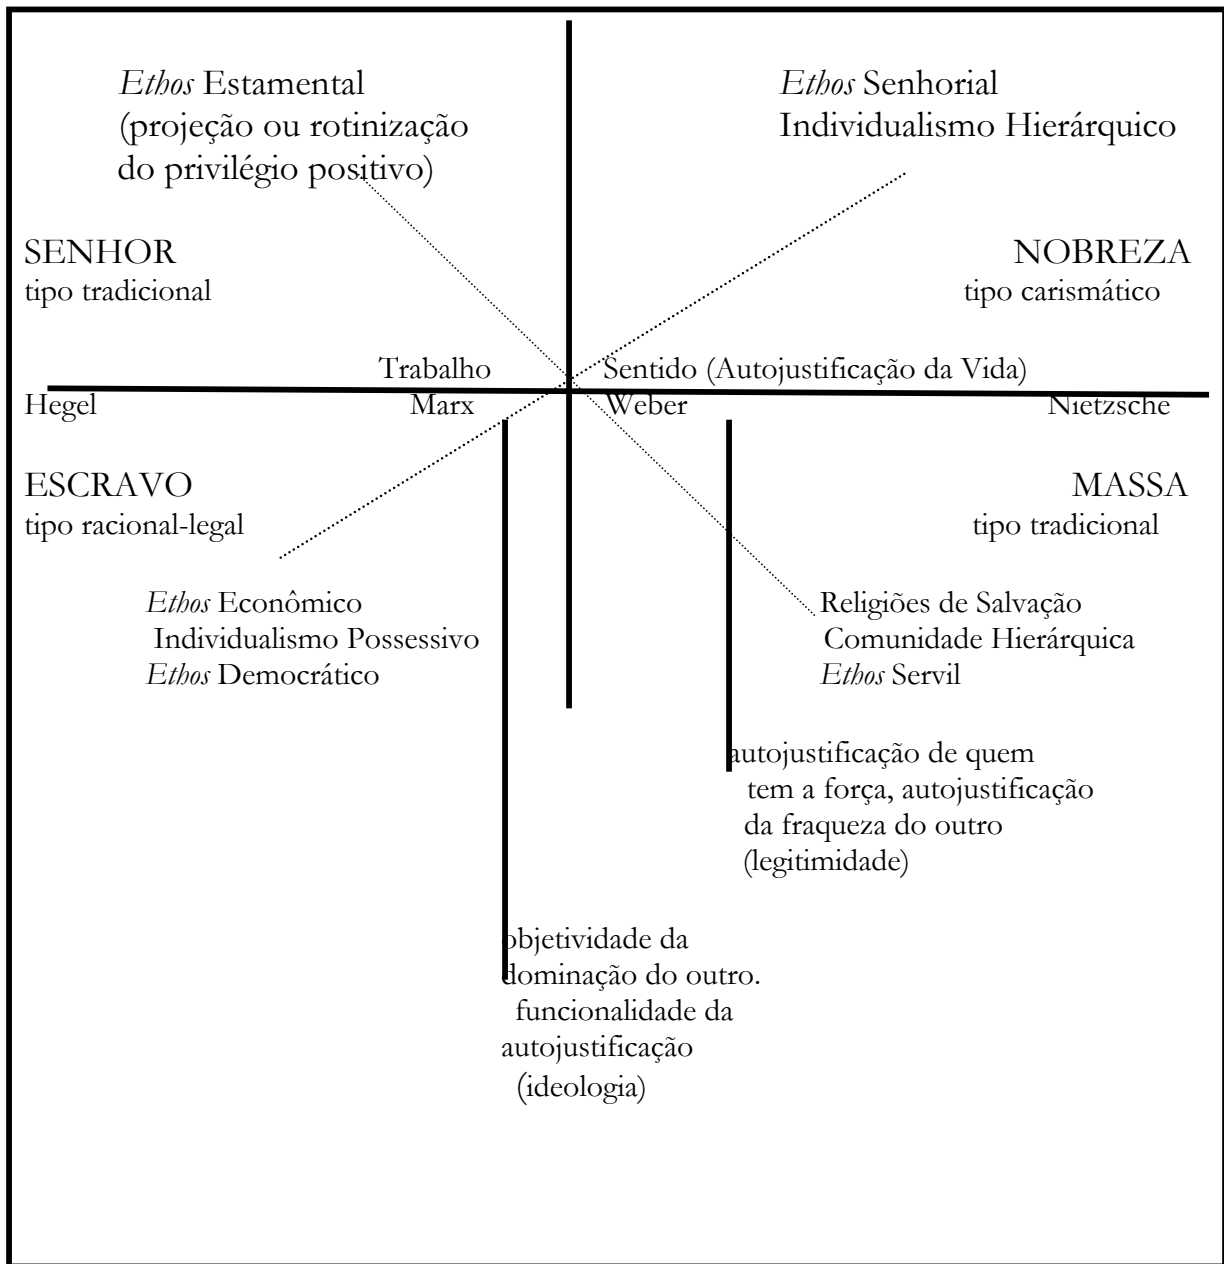 Ethos Estamental
(projeção ou rotinização
do privilégio positivo)
Ethos Senhorial
Individualismo Hierárquico
SENHOR
tipo tradicional
NOBREZA
tipo carismático
Trabalho
Sentido (Autojustificação da Vida)
Hegel
Marx
Weber
Nietzsche
ESCRAVO
tipo racional-legal
MASSA
tipo tradicional
Ethos Econômico
Individualismo Possessivo
Ethos Democrático
Religiões de Salvação
Comunidade Hierárquica
Ethos Servil
autojustificação de quem
tem a força, autojustificação
da fraqueza do outro
(legitimidade)
objetividade da
dominação do outro.
funcionalidade da
autojustificação
(ideologia)